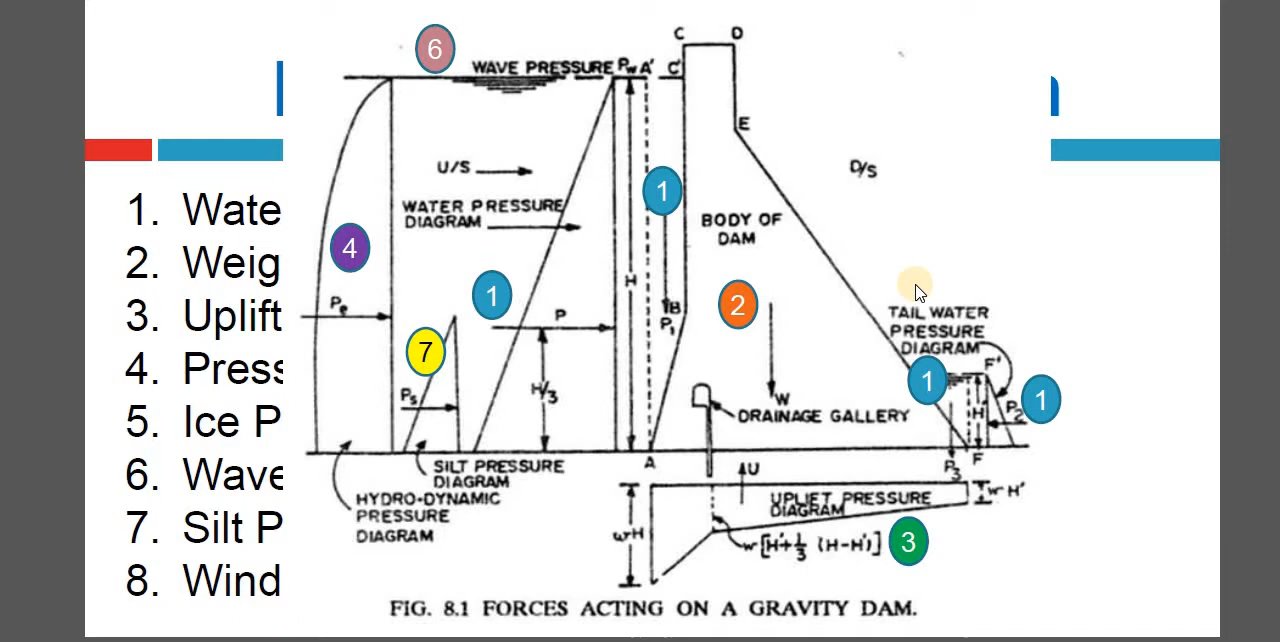 1. Wate
2. Weig
3. Uplift
4. Press
5. Ice P
6. Wave
7. Silt P
8. Wind
6
WAVE PRESSURE Pw A' C'
C D
E
U/S
D/S
WATER PRESSURE
DIAGRAM
1
4
1
BODY OF
DAM
H
B
P1
2
Pe
P
7
H/3
Ps
W
DRAINAGE GALLERY
TAIL WATER
PRESSURE
DIAGRAM
F'
1
H'
P2
1
A
P3
F
SILT PRESSURE
DIAGRAM
HYDRO-DYNAMIC
PRESSURE
DIAGRAM
U
UPLIFT PRESSURE
DIAGRAM
wH'
wH
w[H'+⅓ (H-H')]
3
FIG. 8.1 FORCES ACTING ON A GRAVITY DAM.